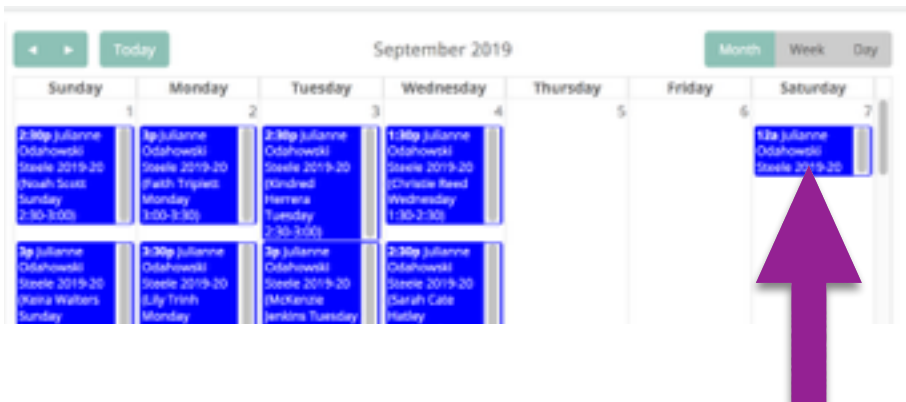 Today
September 2019
Month Week Day
Sunday Monday Tuesday Wednesday Thursday Friday Saturday
1 2 3 4 5 6 7
2:30p Julianne
Odahowski
Steele 2019-20
(Noah Scott
Sunday
2:30-3:00)
3p Julianne
Odahowski
Steele 2019-20
(Keira Walters
Sunday
3p Julianne
Odahowski
Steele 2019-20
(Faith Triplett
Monday
3:00-3:30)
3:30p Julianne
Odahowski
Steele 2019-20
(Lily Trinh
Monday
2:30p Julianne
Odahowski
Steele 2019-20
(Kindred
Herrera
Tuesday
2:30-3:00)
3p Julianne
Odahowski
Steele 2019-20
(McKenzie
Jenkins Tuesday
1:30p Julianne
Odahowski
Steele 2019-20
(Christie Reed
Wednesday
1:30-2:30)
2:30p Julianne
Odahowski
Steele 2019-20
(Sarah Cate
Hatley
12a Julianne
Odahowski
Steele 2019-20